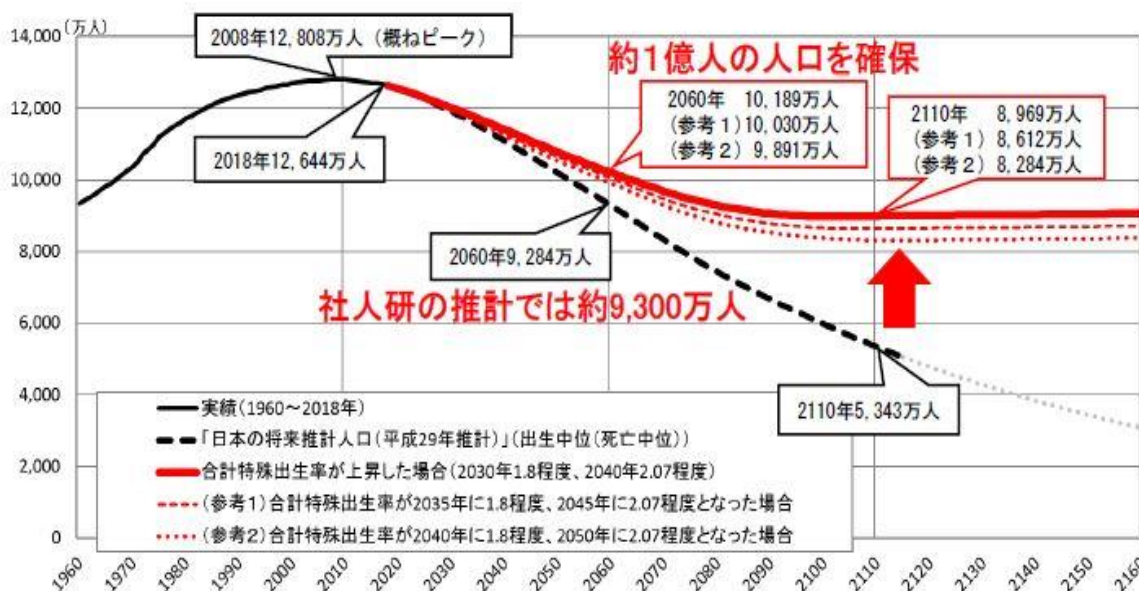 (万人)
14,000
12,000
10,000
8,000
6,000
4,000
2,000
0
2008年12,808万人（概ねピーク）
2018年12,644万人
約1億人の人口を確保
2060年 10,189万人
(参考1)10,030万人
(参考2) 9,891万人
2110年 8,969万人
(参考1) 8,612万人
(参考2) 8,284万人
2060年9,284万人
社人研の推計では約9,300万人
2110年5,343万人
実績(1960～2018年)
「日本の将来推計人口(平成29年推計)」(出生中位(死亡中位))
合計特殊出生率が上昇した場合(2030年1.8程度、2040年2.07程度)
(参考1)合計特殊出生率が2035年に1.8程度、2045年に2.07程度となった場合
(参考2)合計特殊出生率が2040年に1.8程度、2050年に2.07程度となった場合
1960 1970 1980 1990 2000 2010 2020 2030 2040 2050 2060 2070 2080 2090 2100 2110 2120 2130 2140 2150 2160